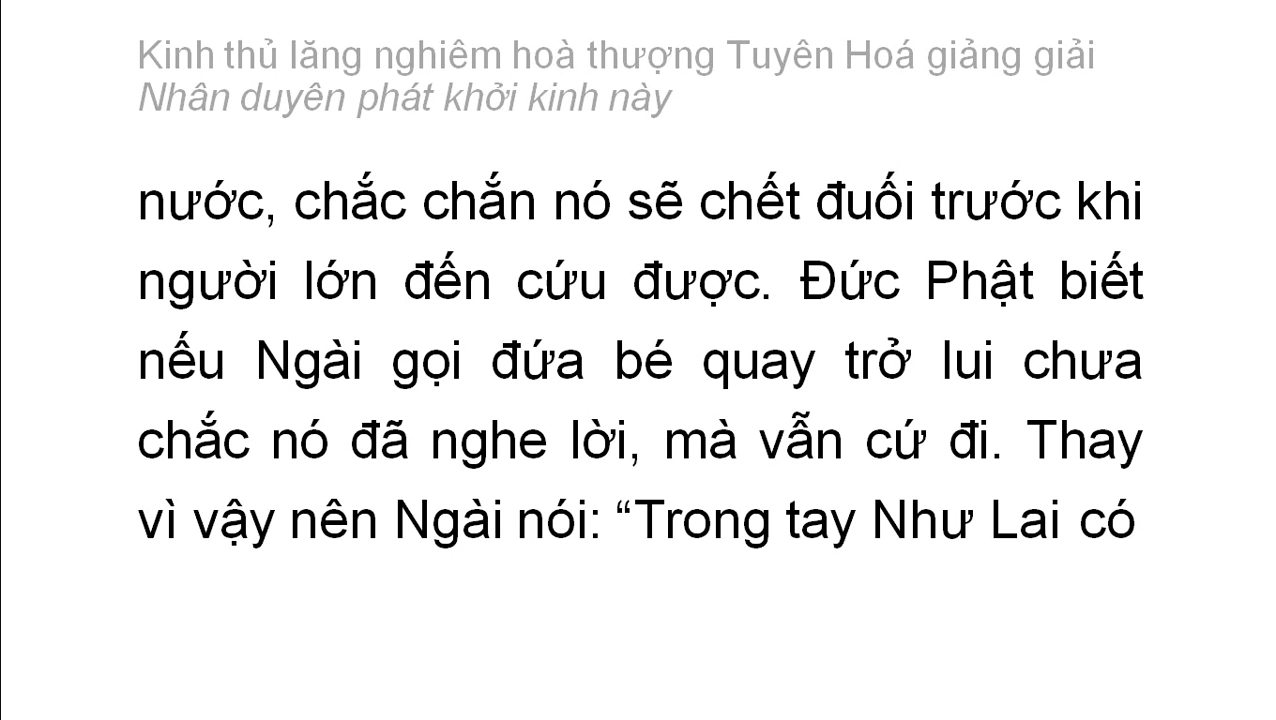 Kinh thủ lăng nghiêm hoà thượng Tuyên Hoá giảng giải
Nhân duyên phát khởi kinh này
nước, chắc chắn nó sẽ chết đuối trước khi
người lớn đến cứu được. Đức Phật biết
nếu Ngài gọi đứa bé quay trở lui chưa
chắc nó đã nghe lời, mà vẫn cứ đi. Thay
vì vậy nên Ngài nói: “Trong tay Như Lai có